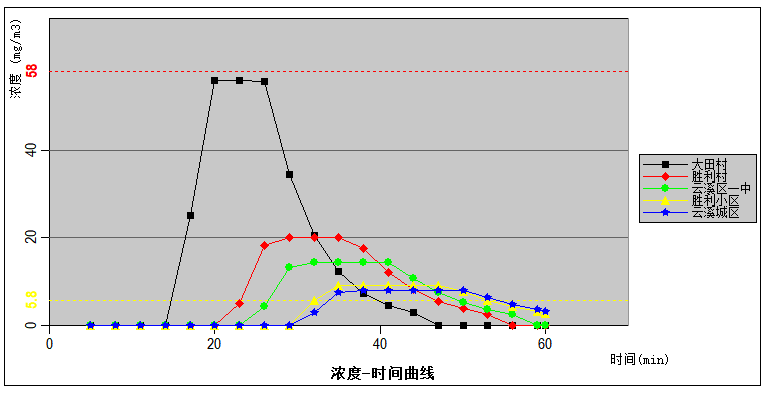 浓度 (mg/m3)
58
40
20
5.8
0
0
20
40
60
时间(min)
浓度-时间曲线
大田村
胜利村
云溪区一中
胜利小区
云溪城区